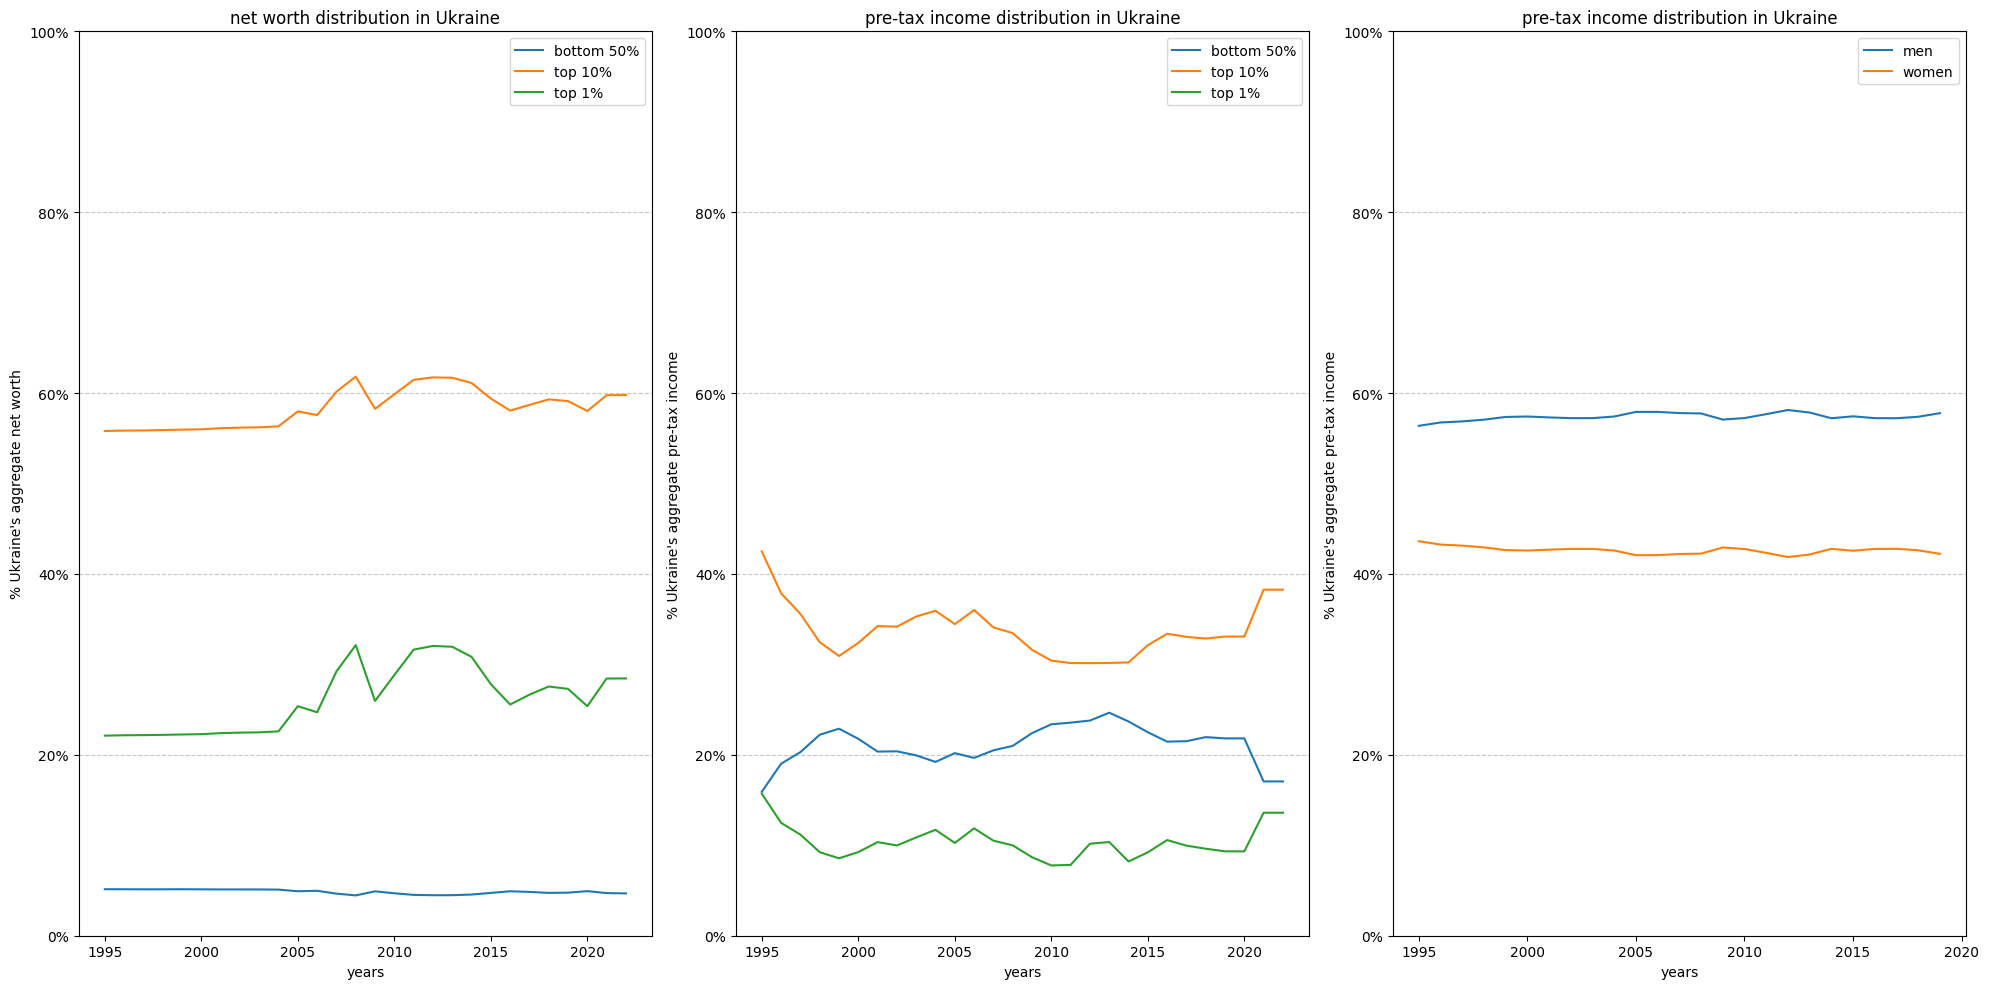 net worth distribution in Ukraine
100%
80%
60%
40%
20%
0%
% Ukraine's aggregate net worth
bottom 50%
top 10%
top 1%
1995
2000
2005
2010
2015
2020
years
pre-tax income distribution in Ukraine
100%
80%
60%
40%
20%
0%
% Ukraine's aggregate pre-tax income
bottom 50%
top 10%
top 1%
1995
2000
2005
2010
2015
2020
years
pre-tax income distribution in Ukraine
100%
80%
60%
40%
20%
0%
% Ukraine's aggregate pre-tax income
men
women
1995
2000
2005
2010
2015
2020
years